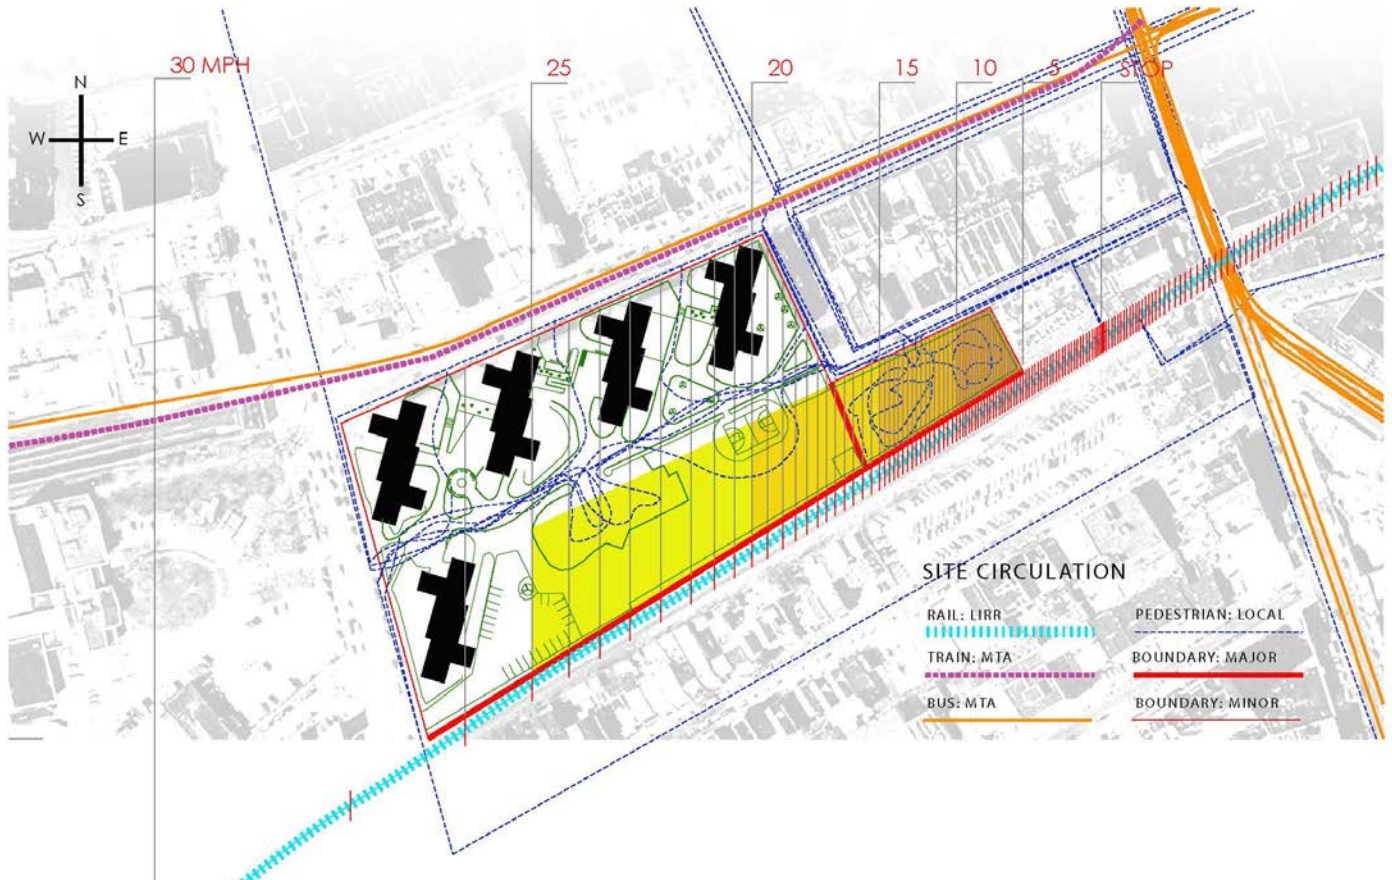 30 MPH
25
20
15
10
5
STOP
N
W E
S
SITE CIRCULATION
RAIL: LIRR
PEDESTRIAN: LOCAL
TRAIN: MTA
BOUNDARY: MAJOR
BUS: MTA
BOUNDARY: MINOR